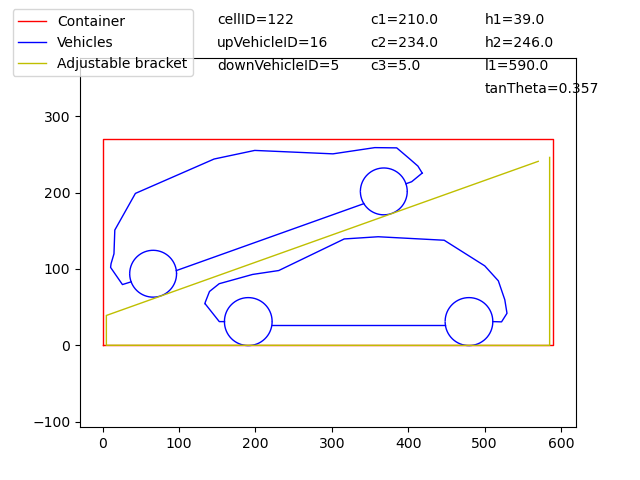 Container
Vehicles
Adjustable bracket
cellID=122 c1=210.0 h1=39.0
upVehicleID=16 c2=234.0 h2=246.0
downVehicleID=5 c3=5.0 l1=590.0
tanTheta=0.357
300
200
100
0
−100
0 100 200 300 400 500 600